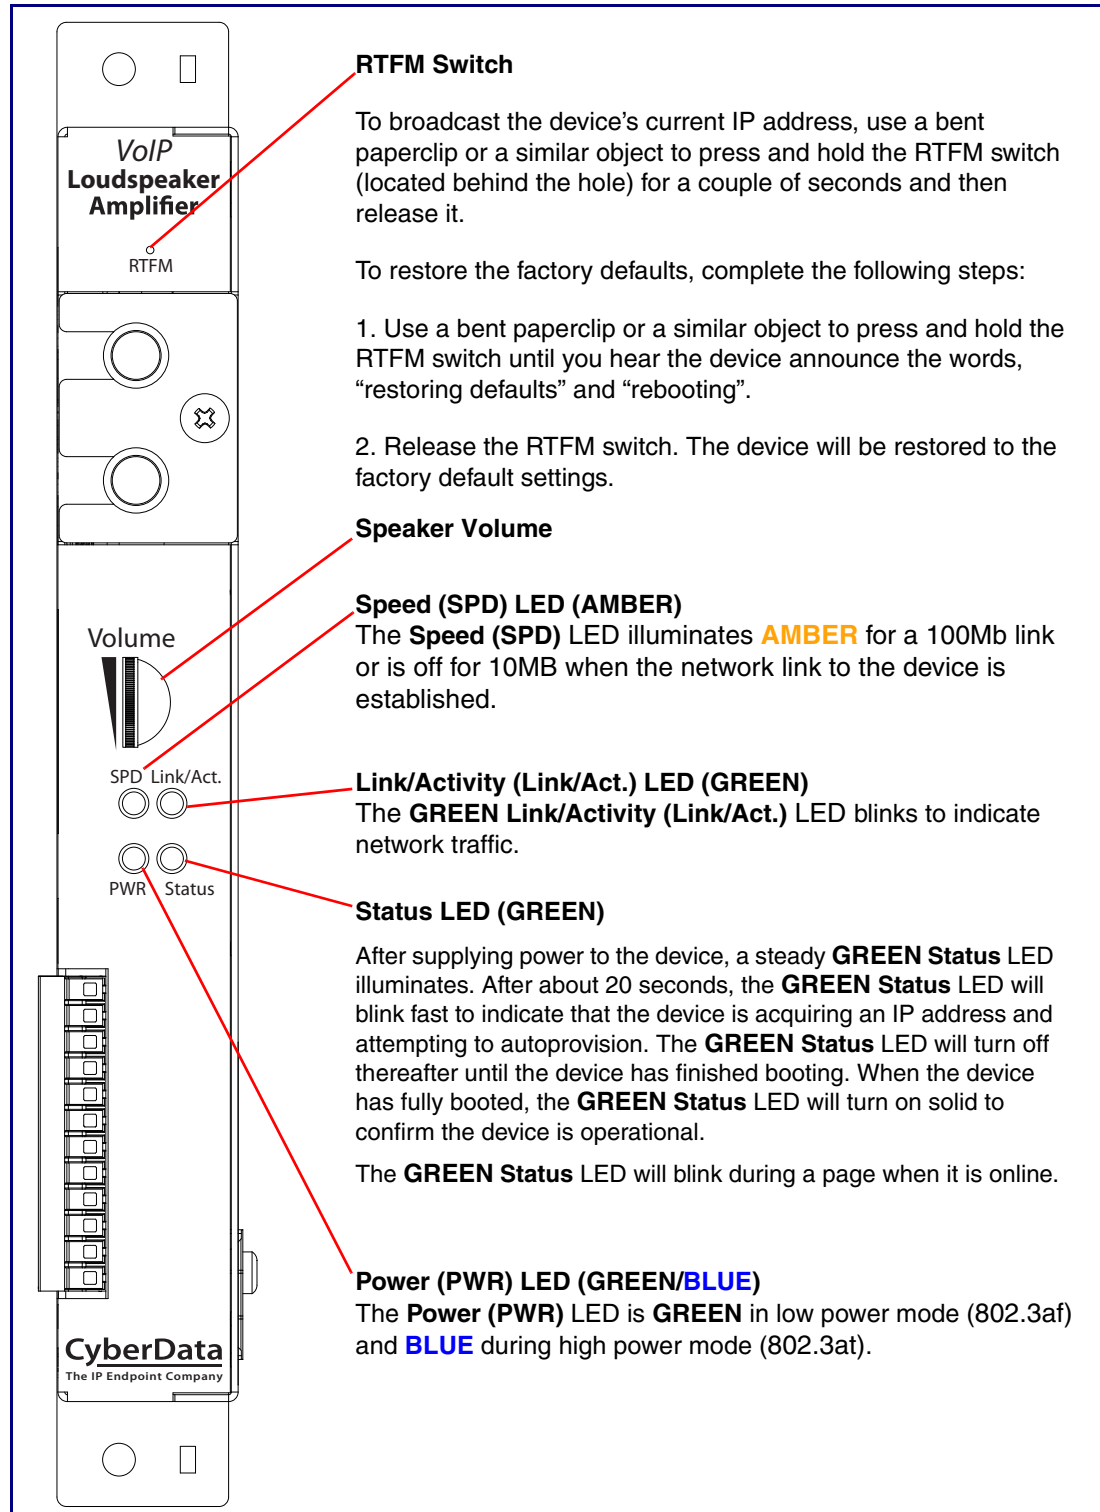 RTFM Switch
To broadcast the device's current IP address, use a bent
paperclip or a similar object to press and hold the RTFM switch
(located behind the hole) for a couple of seconds and then
release it.
To restore the factory defaults, complete the following steps:
1. Use a bent paperclip or a similar object to press and hold the
RTFM switch until you hear the device announce the words,
“restoring defaults” and “rebooting”.
2. Release the RTFM switch. The device will be restored to the
factory default settings.
Speaker Volume
Speed (SPD) LED (AMBER)
The Speed (SPD) LED illuminates AMBER for a 100Mb link
or is off for 10MB when the network link to the device is
established.
Link/Activity (Link/Act.) LED (GREEN)
The GREEN Link/Activity (Link/Act.) LED blinks to indicate
network traffic.
Status LED (GREEN)
After supplying power to the device, a steady GREEN Status LED
illuminates. After about 20 seconds, the GREEN Status LED will
blink fast to indicate that the device is acquiring an IP address and
attempting to autoprovision. The GREEN Status LED will turn off
thereafter until the device has finished booting. When the device
has fully booted, the GREEN Status LED will turn on solid to
confirm the device is operational.
The GREEN Status LED will blink during a page when it is online.
Power (PWR) LED (GREEN/BLUE)
The Power (PWR) LED is GREEN in low power mode (802.3af)
and BLUE during high power mode (802.3at).
VoIP
Loudspeaker
Amplifier
RTFM
Volume
SPD Link/Act.
PWR Status
CyberData
The IP Endpoint Company